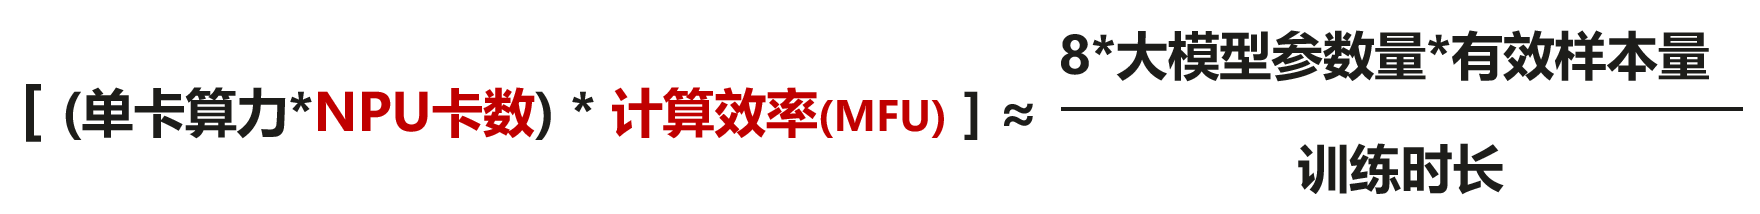 8*大模型参数量*有效样本量
[ (单卡算力*NPU卡数) * 计算效率(MFU) ] ≈
训练时长